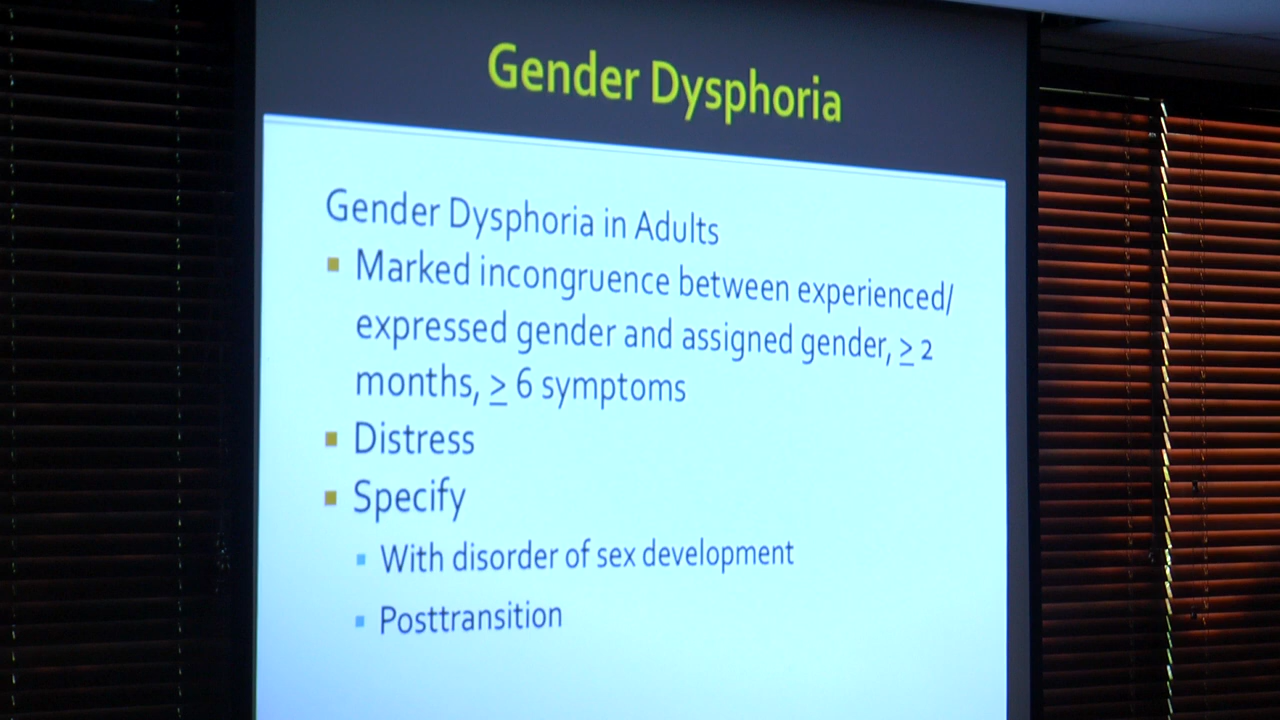 Gender Dysphoria
Gender Dysphoria in Adults
Marked incongruence between experienced/
expressed gender and assigned gender, ≥ 2
months, ≥ 6 symptoms
Distress
Specify
With disorder of sex development
Posttransition